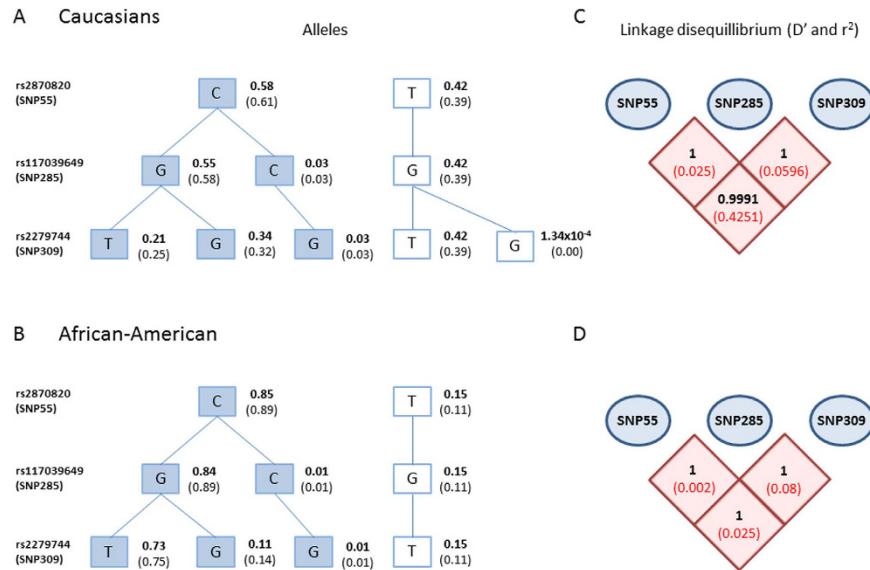 A Caucasians
Alleles
rs2870820
(SNP55)
C 0.58
(0.61)
T 0.42
(0.39)
rs117039649
(SNP285)
G 0.55
(0.58)
C 0.03
(0.03)
G 0.42
(0.39)
rs2279744
(SNP309)
T 0.21
(0.25)
G 0.34
(0.32)
G 0.03
(0.03)
T 0.42
(0.39)
G 1.34x10⁻⁴
(0.00)
C
Linkage disequillibrium (D’ and r²)
SNP55 SNP285 SNP309
1
(0.025)
1
(0.0596)
0.9991
(0.4251)
B African-American
rs2870820
(SNP55)
C 0.85
(0.89)
T 0.15
(0.11)
rs117039649
(SNP285)
G 0.84
(0.89)
C 0.01
(0.01)
G 0.15
(0.11)
rs2279744
(SNP309)
T 0.73
(0.75)
G 0.11
(0.14)
G 0.01
(0.01)
T 0.15
(0.11)
D
SNP55 SNP285 SNP309
1
(0.002)
1
(0.08)
1
(0.025)